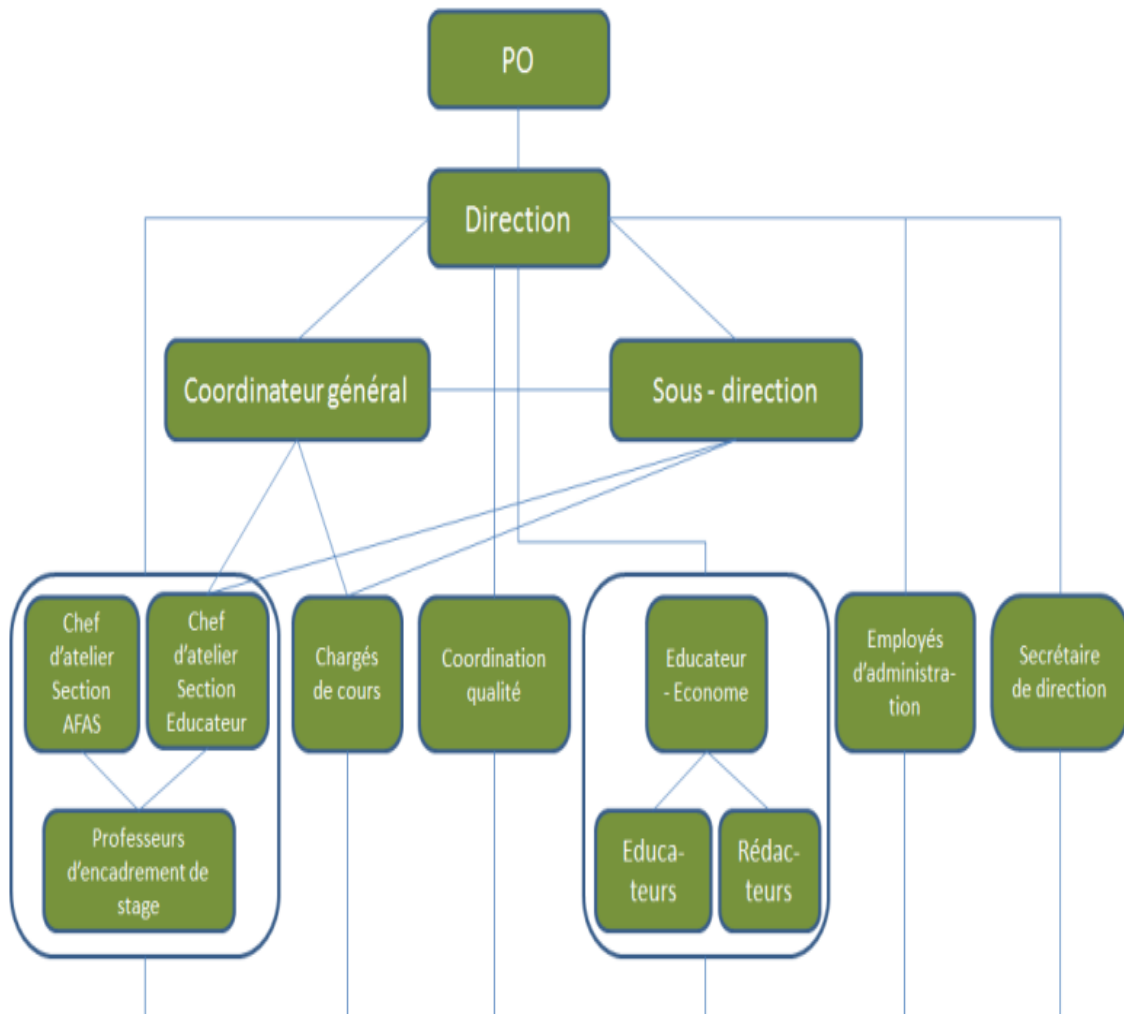 PO
Direction
Coordinateur général
Sous - direction
Chef
d'atelier
Section
AFAS
Chef
d'atelier
Section
Educateur
Chargés
de cours
Coordination
qualité
Educateur
- Econome
Employés
d'administra-
tion
Secrétaire
de direction
Professeurs
d'encadrement de
stage
Educa-
teurs
Rédac-
teurs